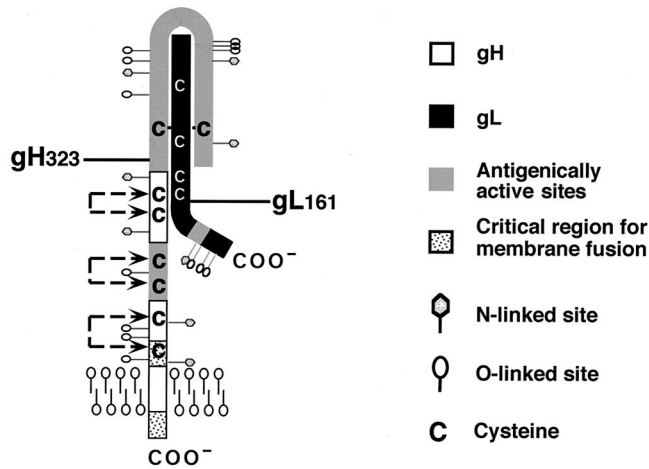 gH
gL
Antigenically
active sites
Critical region for
membrane fusion
N-linked site
O-linked site
C Cysteine
C
C C
C
gH323
C
C C
C
gL161
COO⁻
C
C
C
C
COO⁻